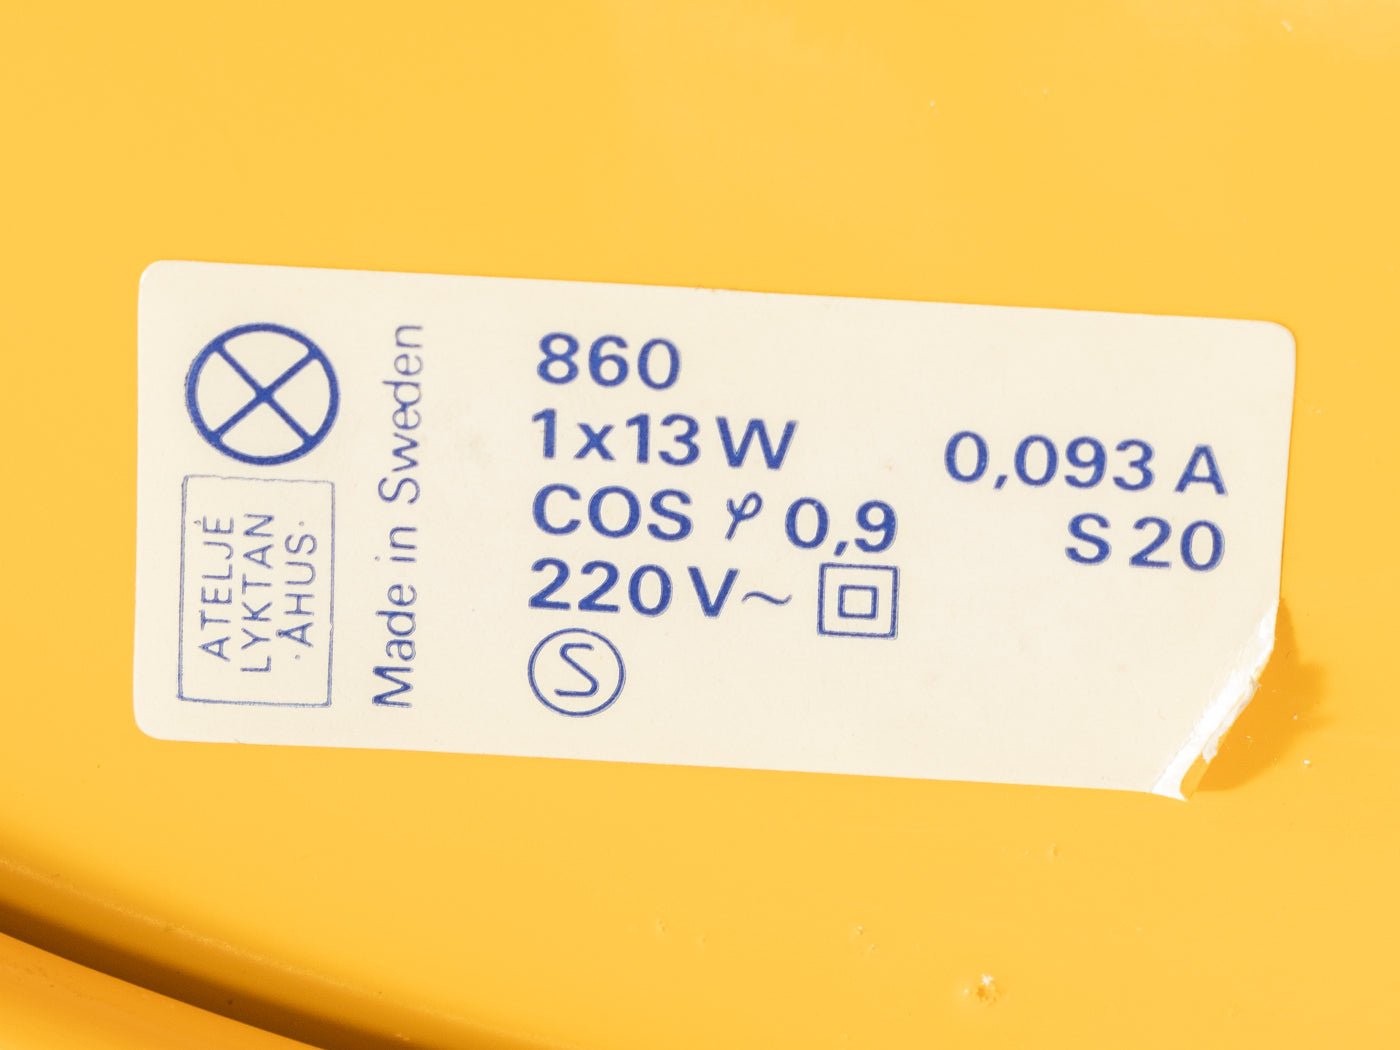 ATELJÉ
LYKTAN
·ÅHUS·
Made in Sweden
860
1x13 W 0,093 A
COS φ 0,9 S 20
220 V~
S